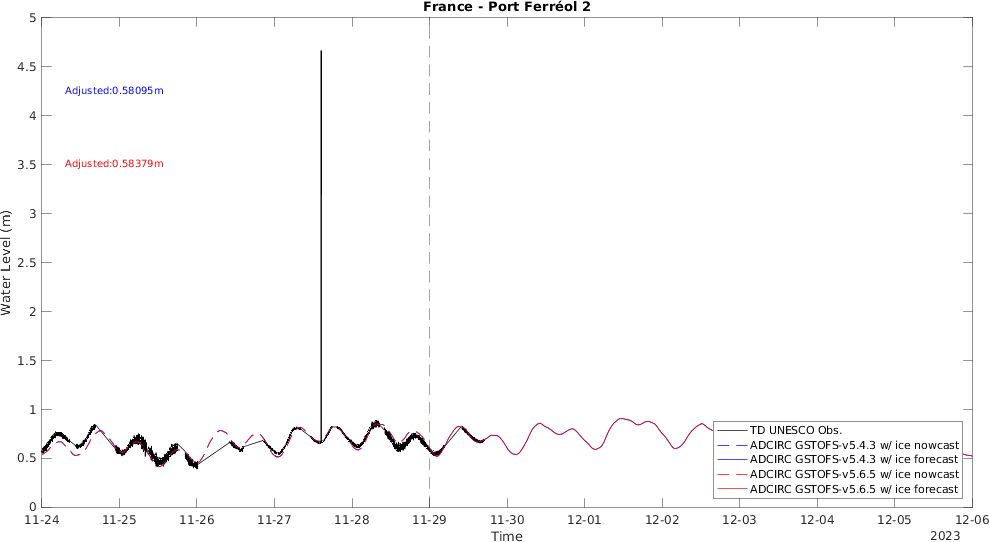 France - Port Ferréol 2
5
4.5
4
3.5
3
2.5
2
1.5
1
0.5
0
Water Level (m)
Adjusted:0.58095m
Adjusted:0.58379m
TD UNESCO Obs.
ADCIRC GSTOFS-v5.4.3 w/ ice nowcast
ADCIRC GSTOFS-v5.4.3 w/ ice forecast
ADCIRC GSTOFS-v5.6.5 w/ ice nowcast
ADCIRC GSTOFS-v5.6.5 w/ ice forecast
11-24 11-25 11-26 11-27 11-28 11-29 11-30 12-01 12-02 12-03 12-04 12-05 12-06
Time
2023